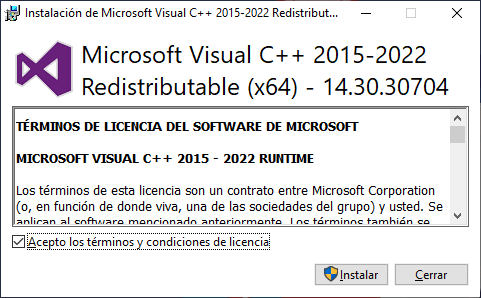 Instalación de Microsoft Visual C++ 2015-2022 Redistribut...
Microsoft Visual C++ 2015-2022
Redistributable (x64) - 14.30.30704
TÉRMINOS DE LICENCIA DEL SOFTWARE DE MICROSOFT
MICROSOFT VISUAL C++ 2015 - 2022 RUNTIME
Los términos de esta licencia son un contrato entre Microsoft Corporation
(o, en función de donde viva, una de las sociedades del grupo) y usted. Se
aplican al software mencionado anteriormente. Los términos también se
Acepto los términos y condiciones de licencia
Instalar
Cerrar